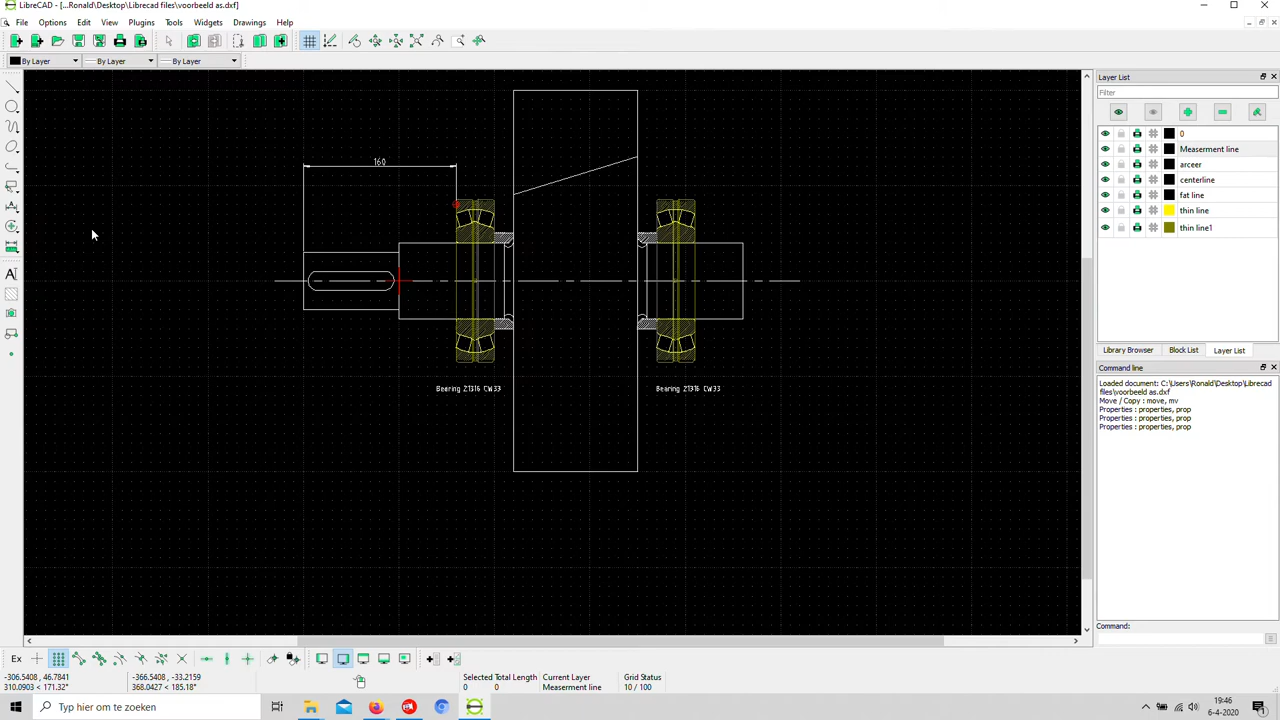 LibreCAD - [...Ronald\Desktop\Librecad files\voorbeeld as.dxf]
File Options Edit View Plugins Tools Widgets Drawings Help
By Layer By Layer By Layer
160
Bearing 21316 CW33 Bearing 21316 CW33
Layer List
Filter
0
Measerment line
arceer
centerline
fat line
thin line
thin line1
Library Browser Block List Layer List
Command line
Loaded document: C:\Users\Ronald\Desktop\Librecad
files\voorbeeld as.dxf
Move / Copy : move, mv
Properties : properties, prop
Properties : properties, prop
Properties : properties, prop
Command:
Ex
-306.5408 , 46.7841 -366.5408 , -33.2159 Selected Total Length Current Layer Grid Status
310.0903 < 171.32° 368.0427 < 185.18° 0 0 Measerment line 10 / 100
Typ hier om te zoeken
19:46
6-4-2020
1